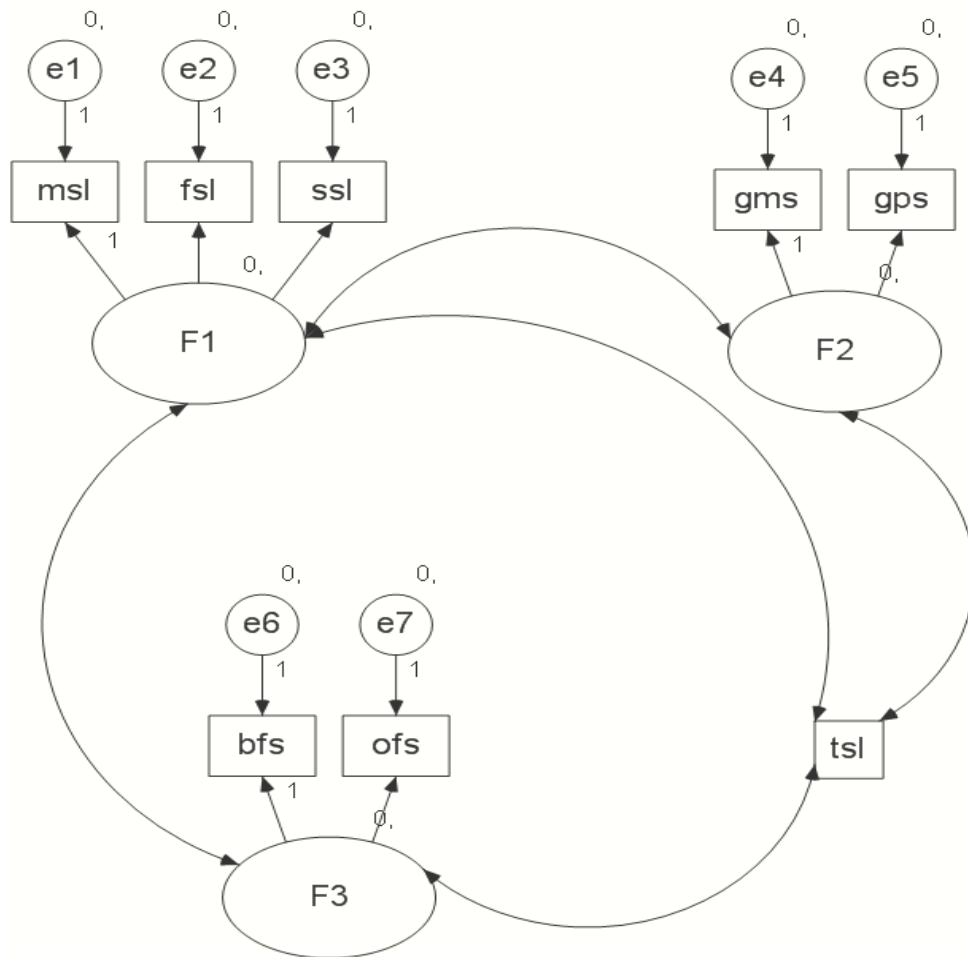 0, 0, 0, 0, 0,
e1 e2 e3 e4 e5
1 1 1 1 1
msl fsl ssl gms gps
1 0, 1 0,
F1 F2
0, 0,
e6 e7
1 1
bfs ofs tsl
1 0,
F3